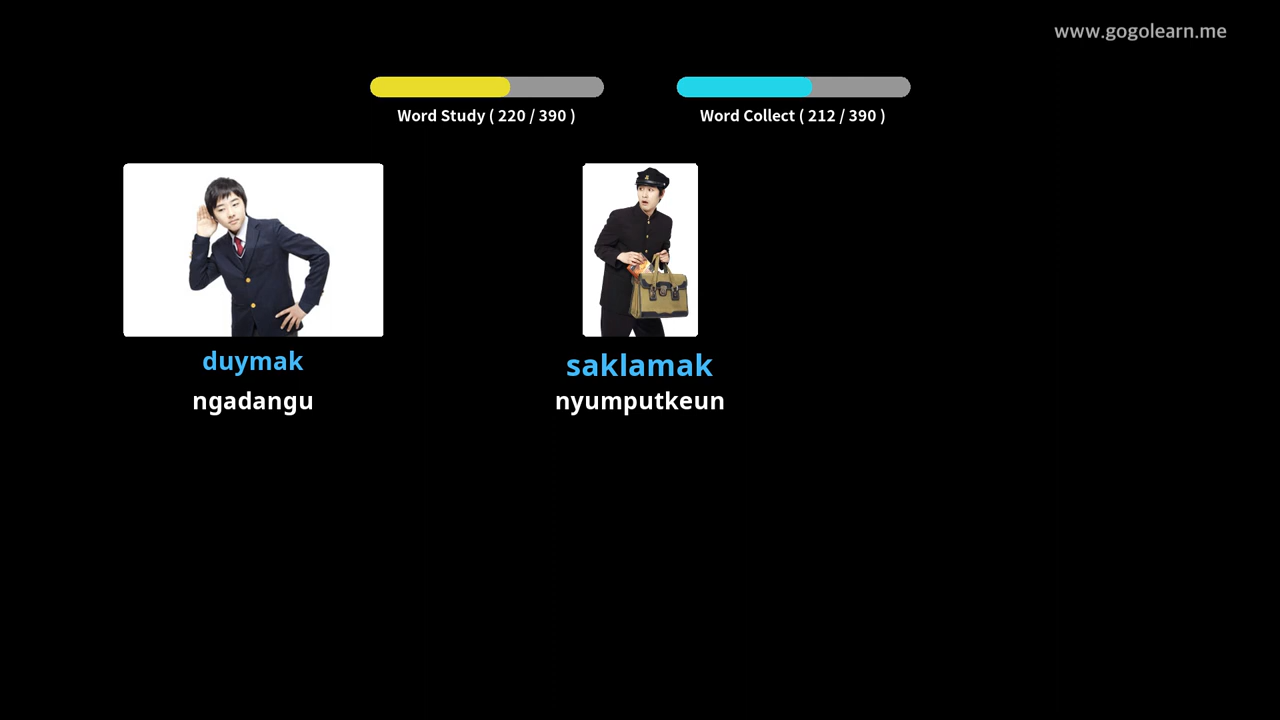 www.gogolearn.me
Word Study ( 220 / 390 )
Word Collect ( 212 / 390 )
duymak
ngadangu
saklamak
nyumputkeun